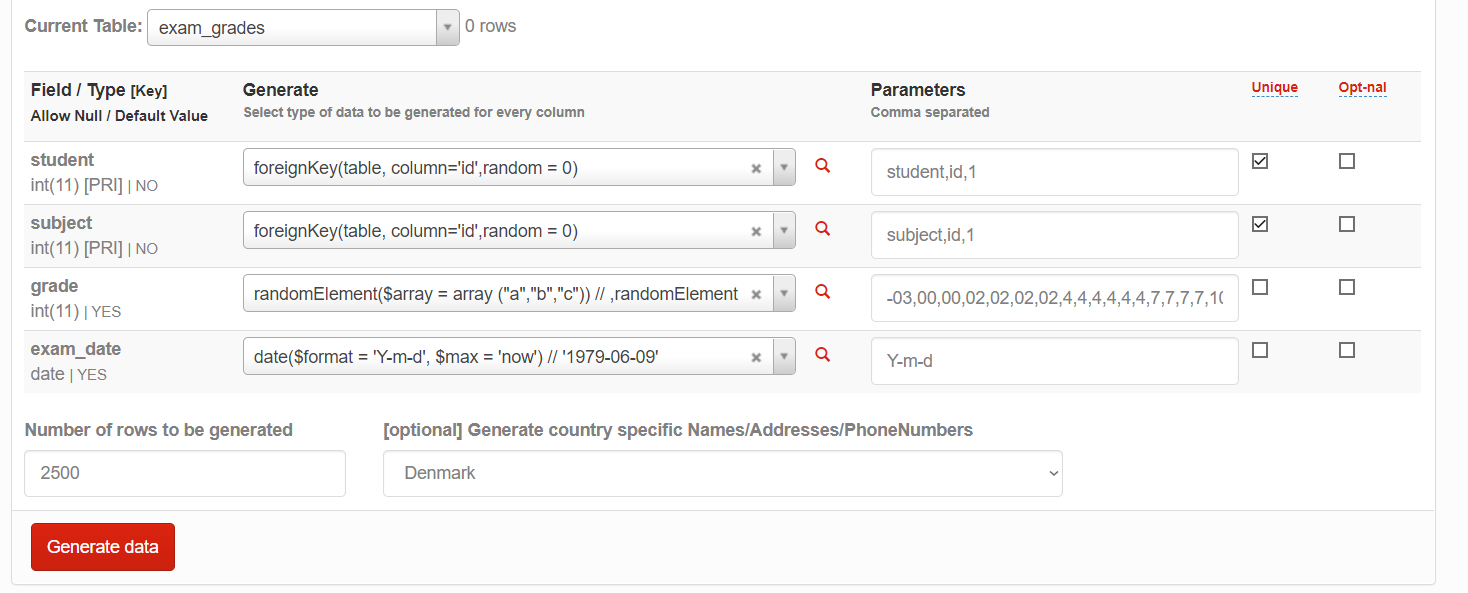 Current Table: exam_grades 0 rows
Field / Type [Key] Generate Parameters Unique Opt-nal
Allow Null / Default Value Select type of data to be generated for every column Comma separated
student foreignKey(table, column='id',random = 0) student,id,1
int(11) [PRI] | NO
subject foreignKey(table, column='id',random = 0) subject,id,1
int(11) [PRI] | NO
grade randomElement($array = array ("a","b","c")) // ,randomElement -03,00,00,02,02,02,02,4,4,4,4,4,4,7,7,7,7,10
int(11) | YES
exam_date date($format = 'Y-m-d', $max = 'now') // '1979-06-09' Y-m-d
date | YES
Number of rows to be generated [optional] Generate country specific Names/Addresses/PhoneNumbers
2500 Denmark
Generate data